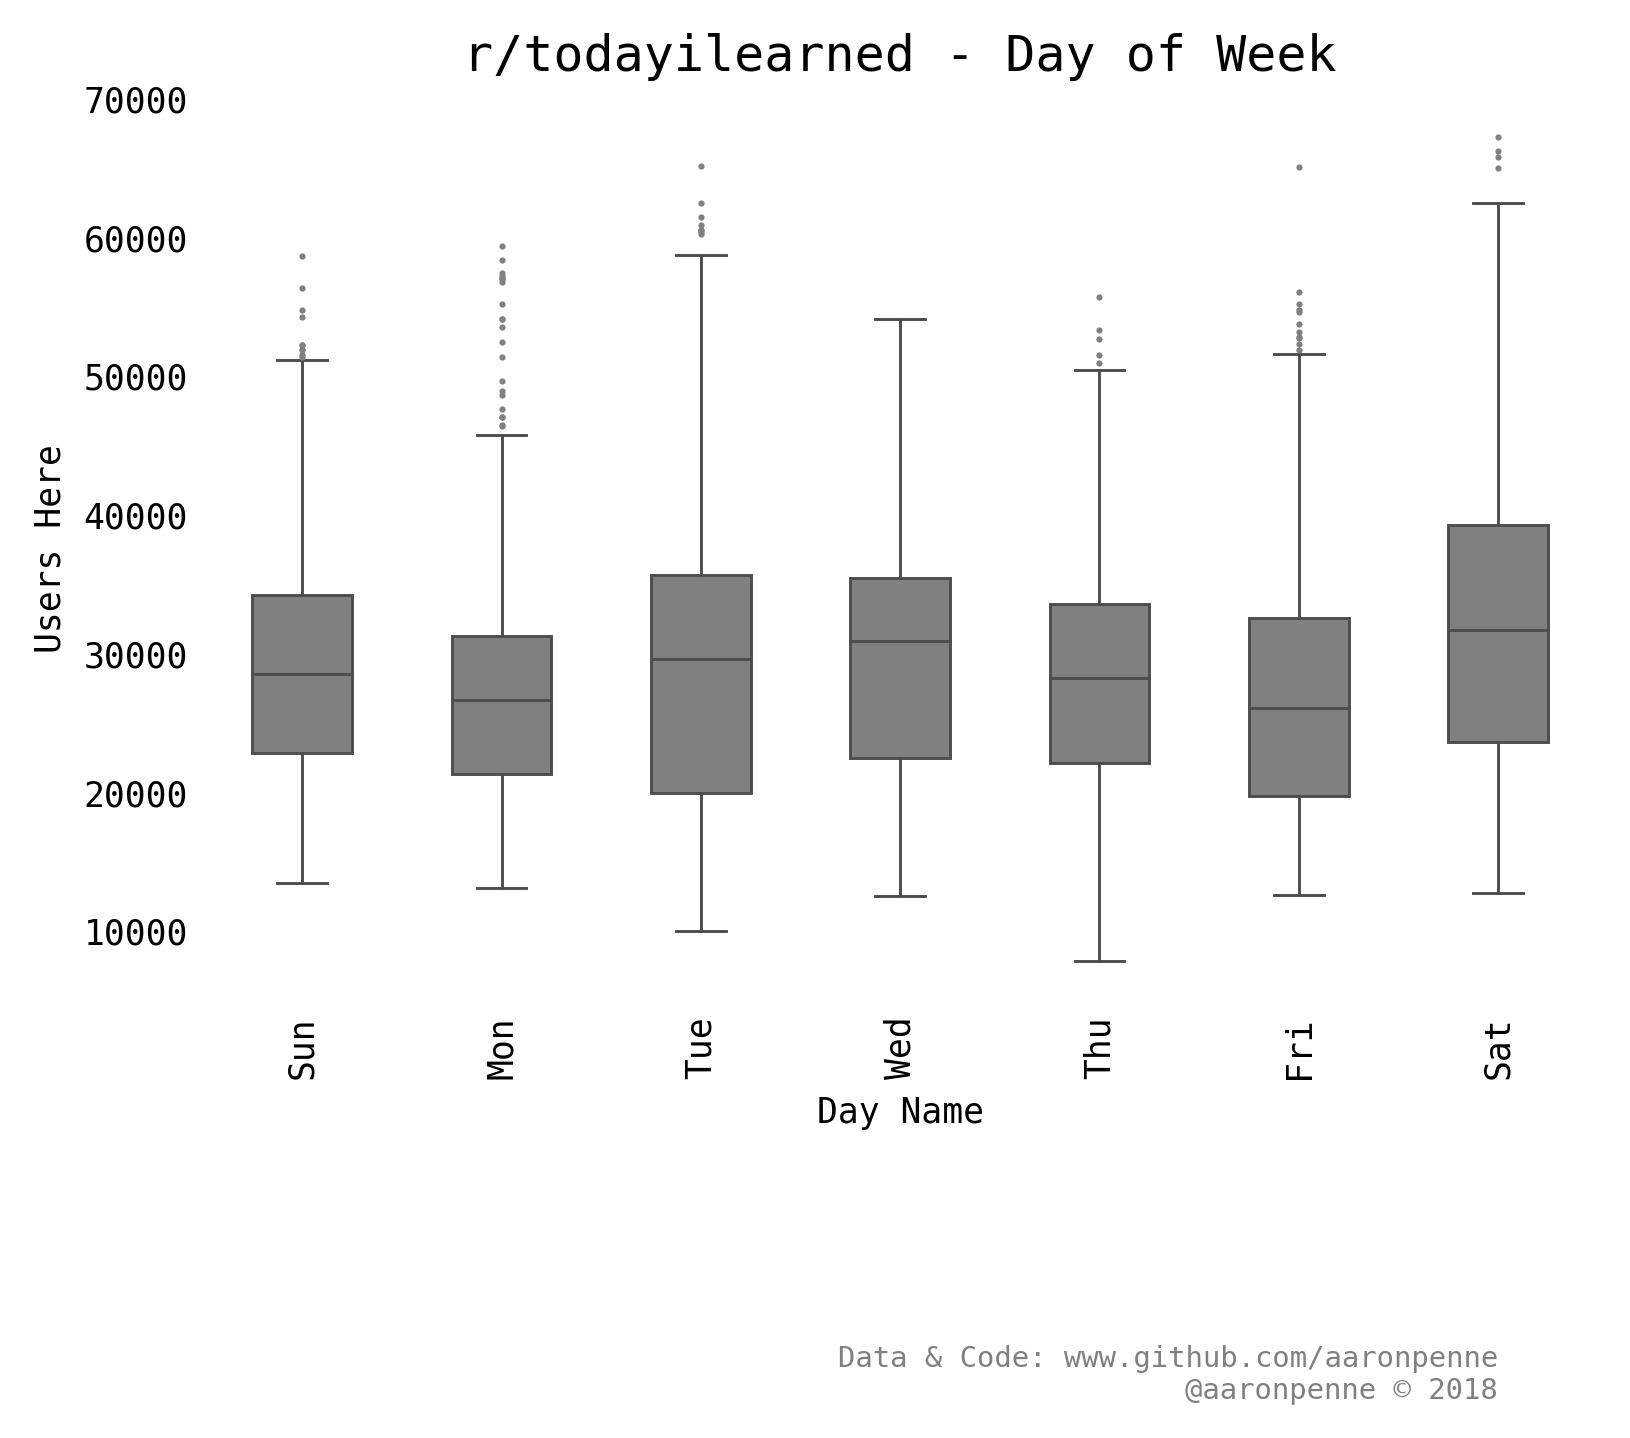 r/todayilearned - Day of Week
70000
60000
50000
40000
30000
20000
10000
Users Here
Sun
Mon
Tue
Wed
Thu
Fri
Sat
Day Name
Data & Code: www.github.com/aaronpenne
@aaronpenne © 2018